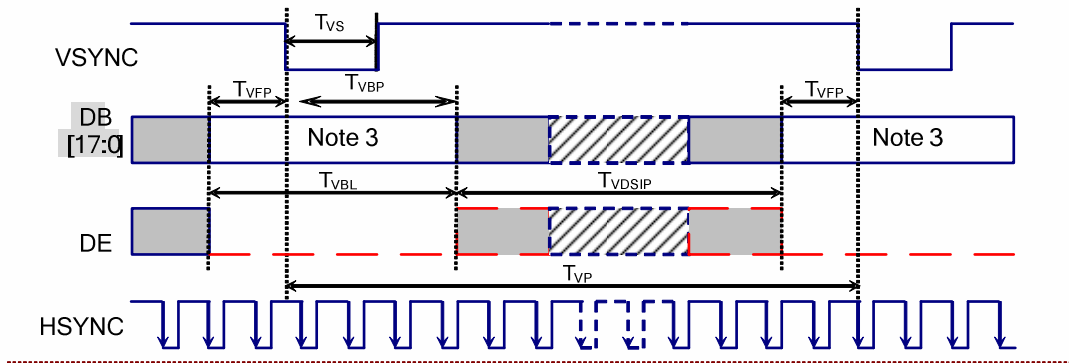 TVS
VSYNC
TVFP
TVBP
TVFP
DB
[17:0]
Note 3
Note 3
TVBL
TVDSIP
DE
TVP
HSYNC